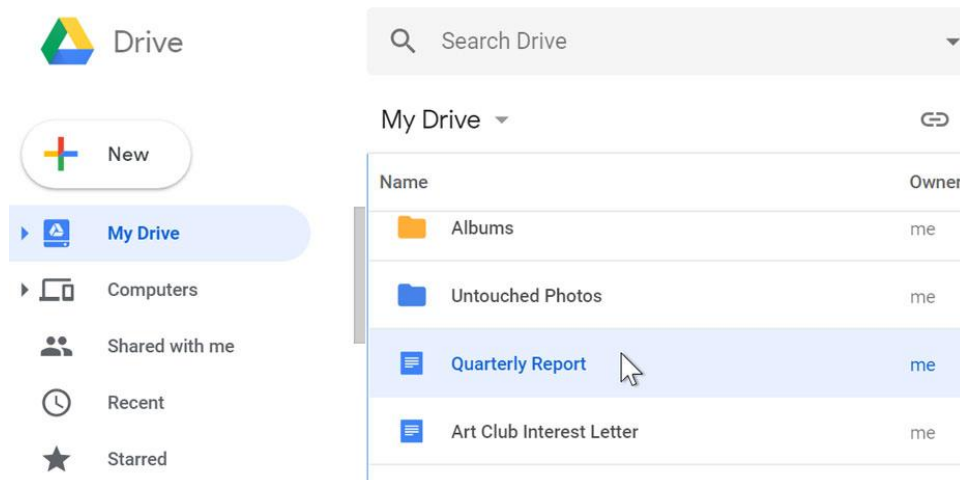 Drive
Search Drive
New
My Drive
Computers
Shared with me
Recent
Starred
My Drive
Name Owner
Albums me
Untouched Photos me
Quarterly Report me
Art Club Interest Letter me